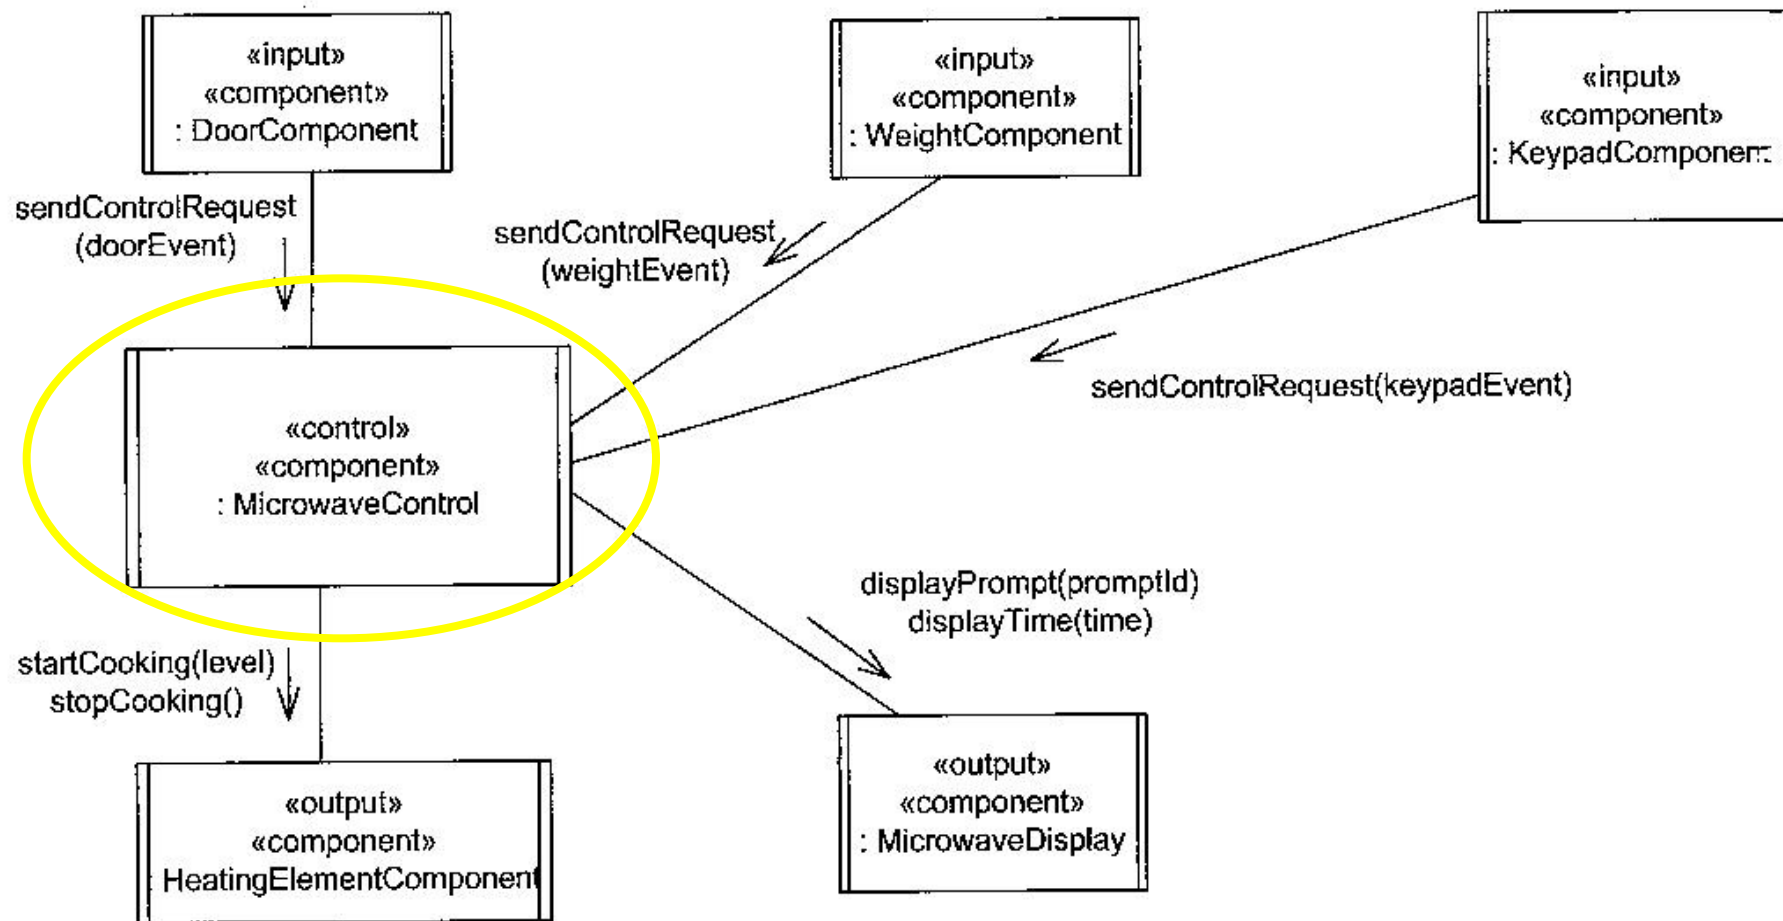 «input»
«component»
: DoorComponent
«input»
«component»
: WeightComponent
«input»
«component»
: KeypadComponent
sendControlRequest
(doorEvent)
sendControlRequest
(weightEvent)
sendControlRequest(keypadEvent)
«control»
«component»
: MicrowaveControl
displayPrompt(promptId)
displayTime(time)
startCooking(level)
stopCooking()
«output»
«component»
HeatingElementComponent
«output»
«component»
: MicrowaveDisplay